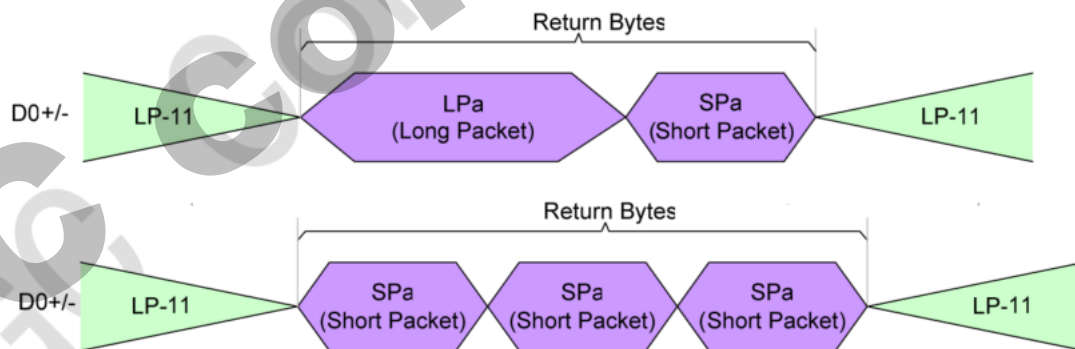 Return Bytes
D0+/-
LP-11
LPa
(Long Packet)
SPa
(Short Packet)
LP-11
Return Bytes
D0+/-
LP-11
SPa
(Short Packet)
SPa
(Short Packet)
SPa
(Short Packet)
LP-11